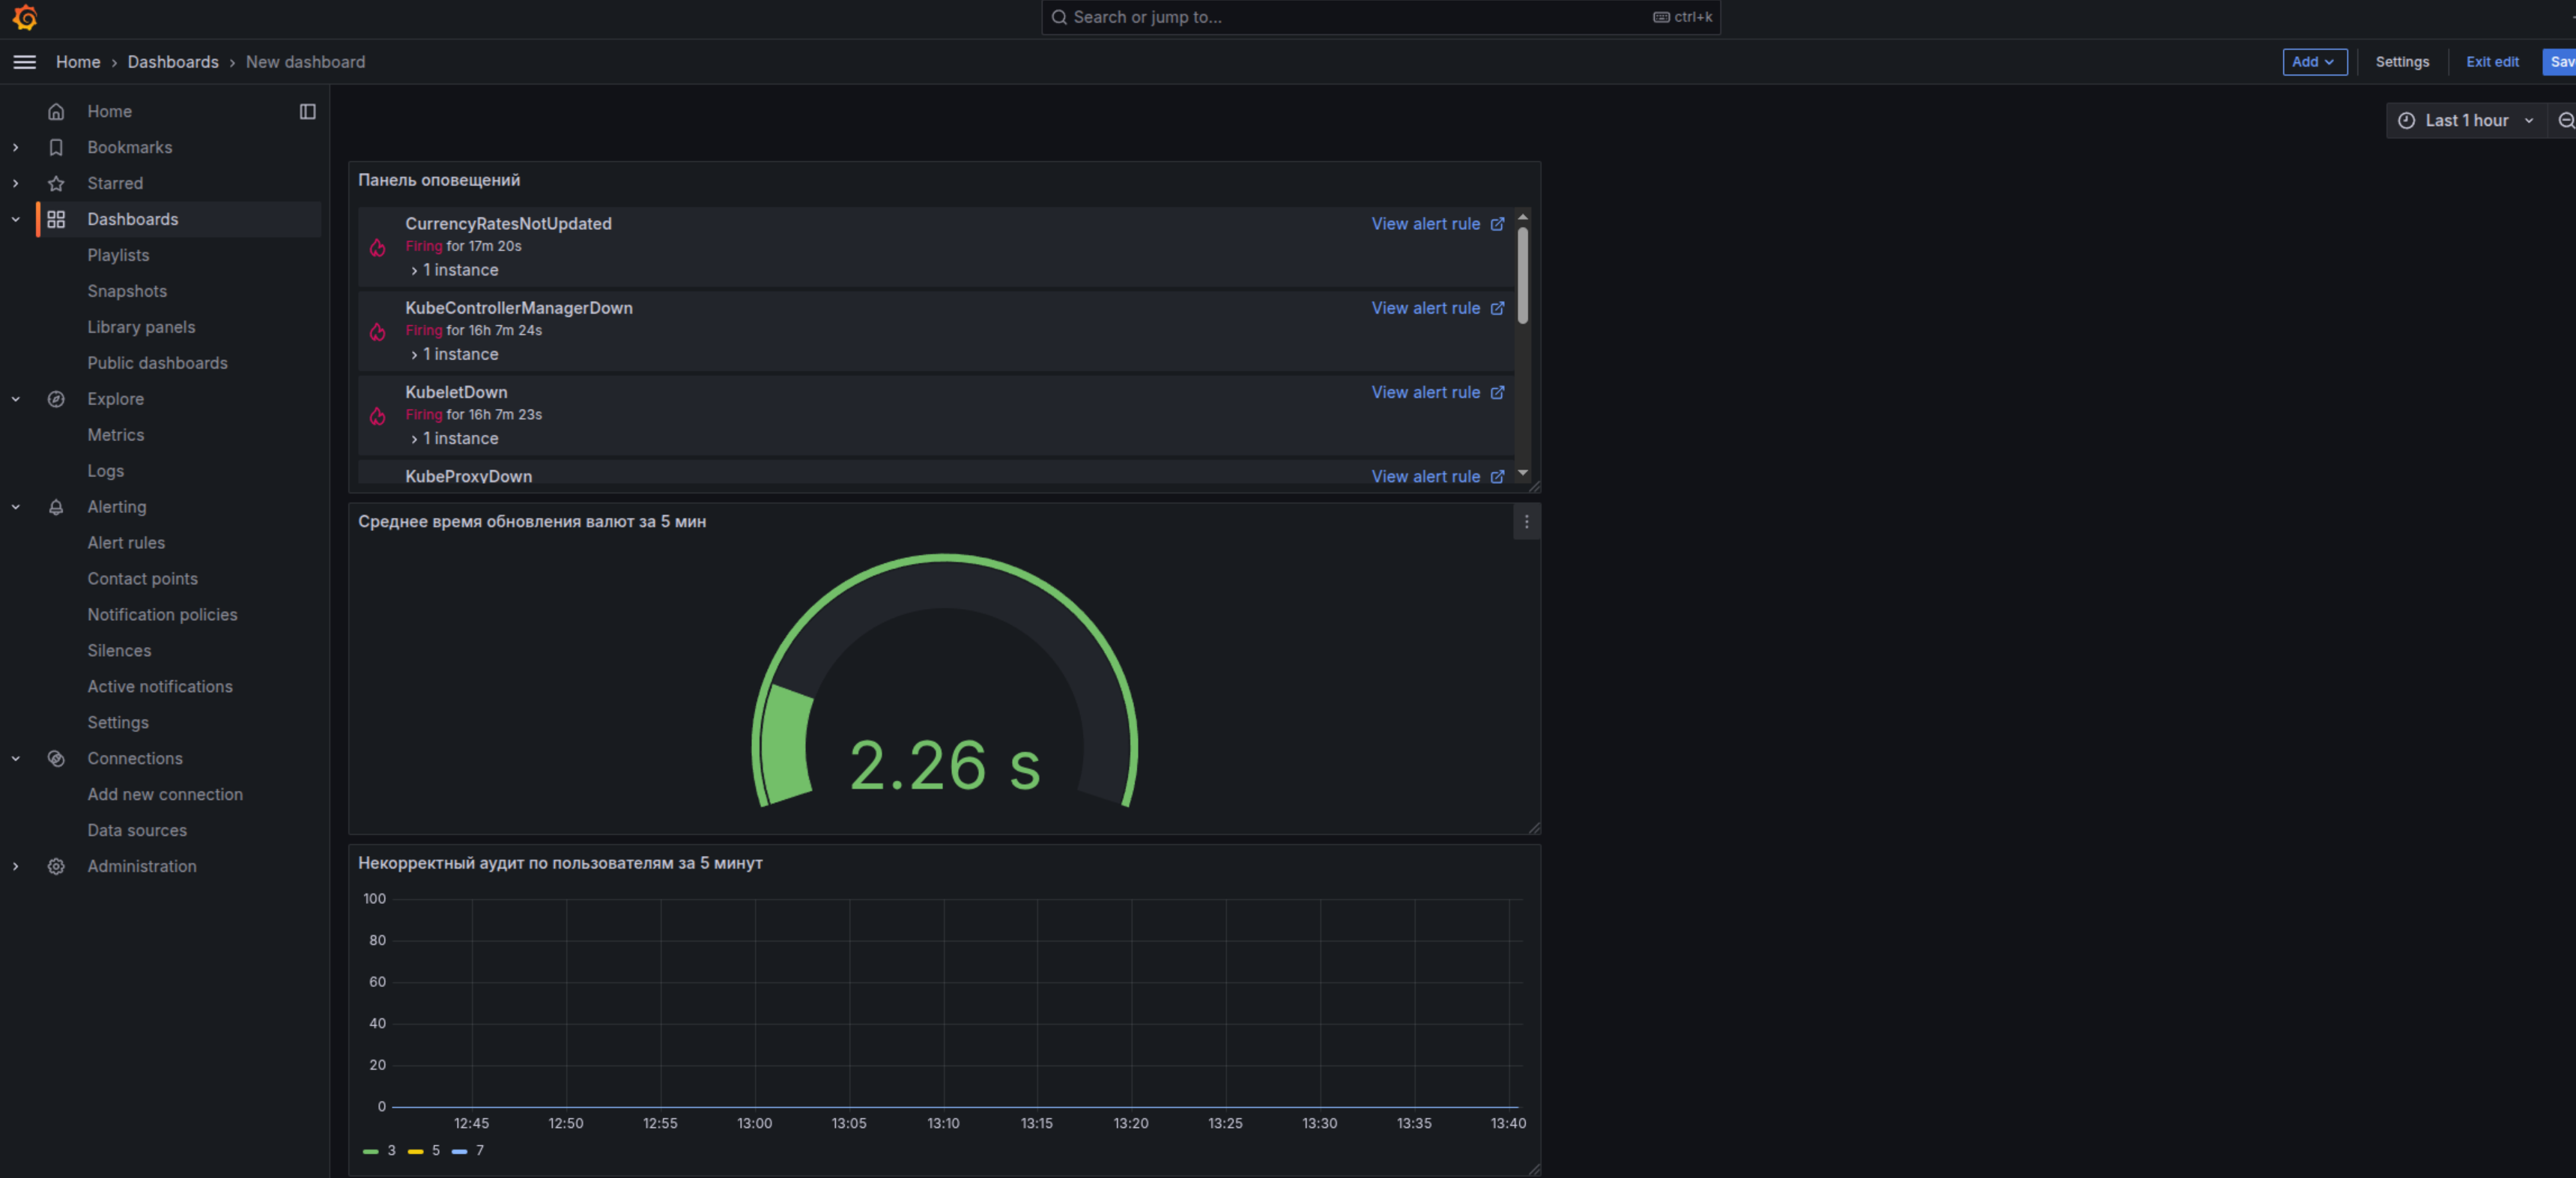 Search or jump to...
ctrl+k
Home › Dashboards › New dashboard
Add
Settings
Exit edit
Home
Bookmarks
Starred
Dashboards
Playlists
Snapshots
Library panels
Public dashboards
Explore
Metrics
Logs
Alerting
Alert rules
Contact points
Notification policies
Silences
Active notifications
Settings
Connections
Add new connection
Data sources
Administration
Last 1 hour
Панель оповещений
CurrencyRatesNotUpdated
View alert rule
Firing for 17m 20s
1 instance
KubeControllerManagerDown
View alert rule
Firing for 16h 7m 24s
1 instance
KubeletDown
View alert rule
Firing for 16h 7m 23s
1 instance
KubeProxyDown
View alert rule
Среднее время обновления валют за 5 мин
2.26 s
Некорректный аудит по пользователям за 5 минут
100
80
60
40
20
0
12:45 12:50 12:55 13:00 13:05 13:10 13:15 13:20 13:25 13:30 13:35 13:40
3 5 7